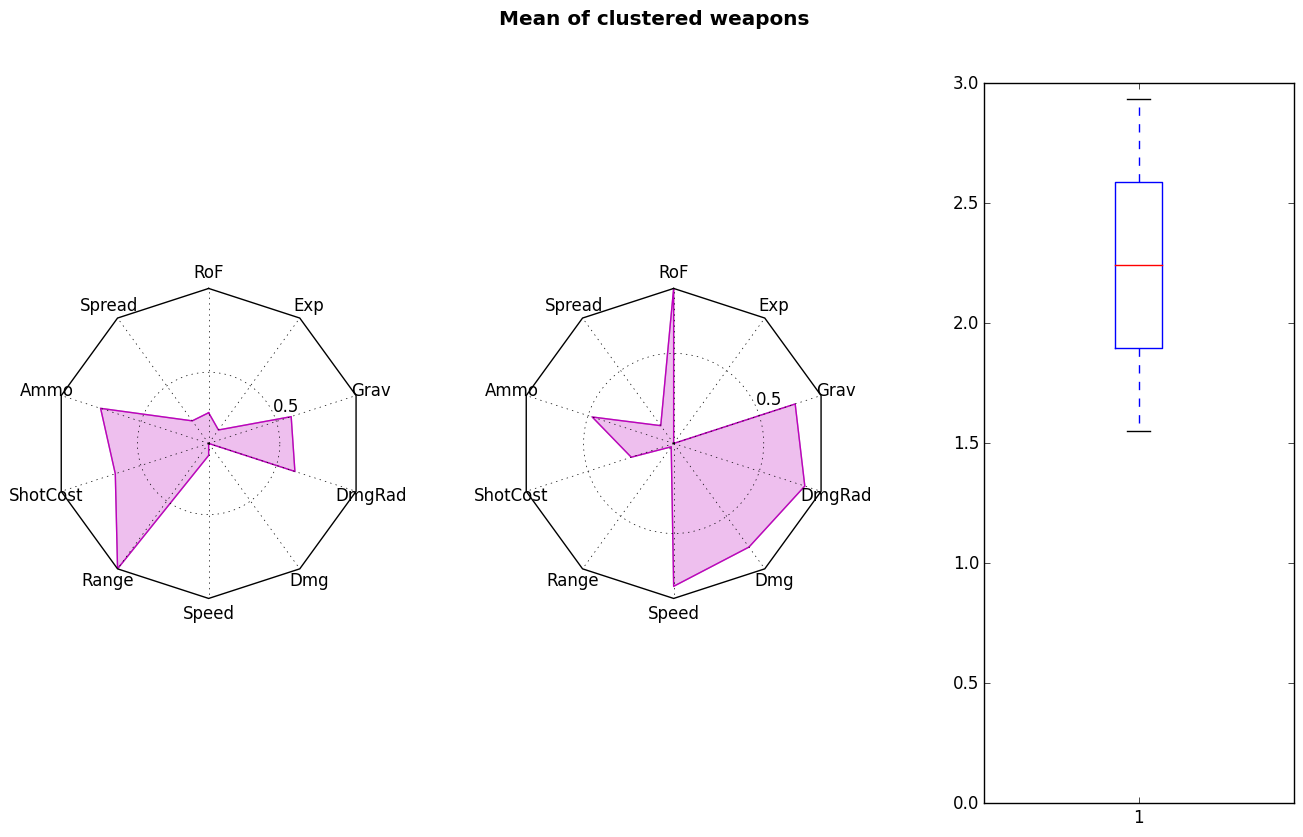 Mean of clustered weapons
RoF
Exp
Spread
Grav
Ammo
0.5
ShotCost
DmgRad
Range
Dmg
Speed
RoF
Exp
Spread
Grav
Ammo
0.5
ShotCost
DmgRad
Range
Dmg
Speed
3.0
2.5
2.0
1.5
1.0
0.5
0.0
1